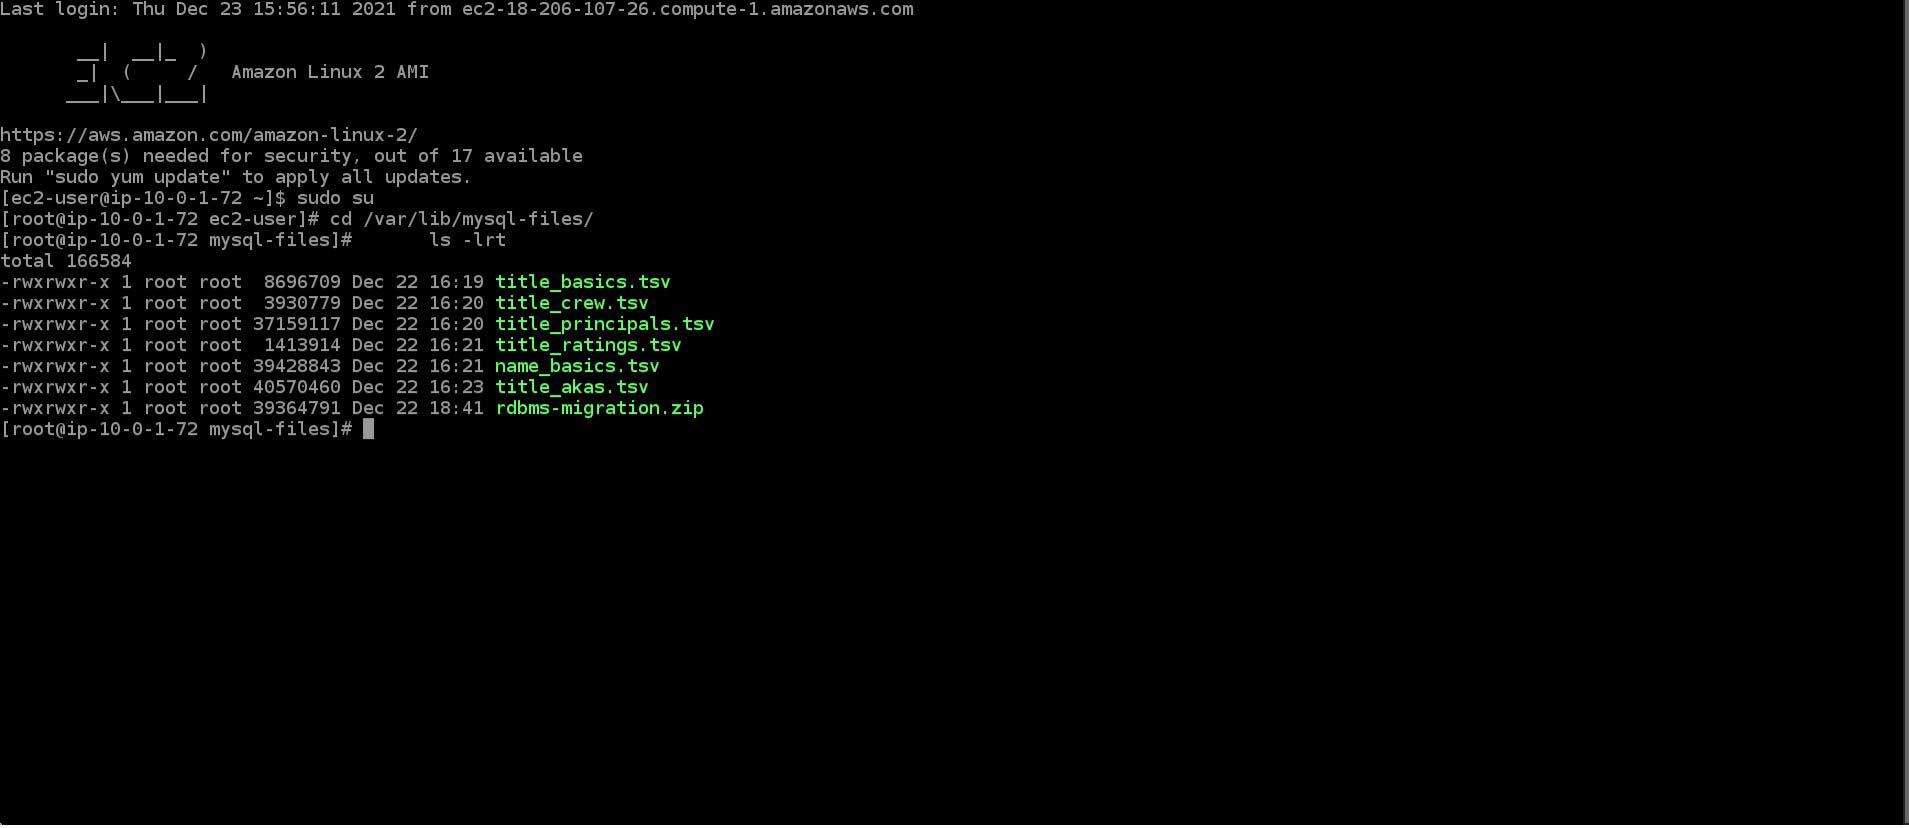 Last login: Thu Dec 23 15:56:11 2021 from ec2-18-206-107-26.compute-1.amazonaws.com

       __|  __|_  )
       _|  (     /   Amazon Linux 2 AMI
      ___|\___|___|

https://aws.amazon.com/amazon-linux-2/
8 package(s) needed for security, out of 17 available
Run "sudo yum update" to apply all updates.
[ec2-user@ip-10-0-1-72 ~]$ sudo su
[root@ip-10-0-1-72 ec2-user]# cd /var/lib/mysql-files/
[root@ip-10-0-1-72 mysql-files]#       ls -lrt
total 166584
-rwxrwxr-x 1 root root  8696709 Dec 22 16:19 title_basics.tsv
-rwxrwxr-x 1 root root  3930779 Dec 22 16:20 title_crew.tsv
-rwxrwxr-x 1 root root 37159117 Dec 22 16:20 title_principals.tsv
-rwxrwxr-x 1 root root  1413914 Dec 22 16:21 title_ratings.tsv
-rwxrwxr-x 1 root root 39428843 Dec 22 16:21 name_basics.tsv
-rwxrwxr-x 1 root root 40570460 Dec 22 16:23 title_akas.tsv
-rwxrwxr-x 1 root root 39364791 Dec 22 18:41 rdbms-migration.zip
[root@ip-10-0-1-72 mysql-files]#